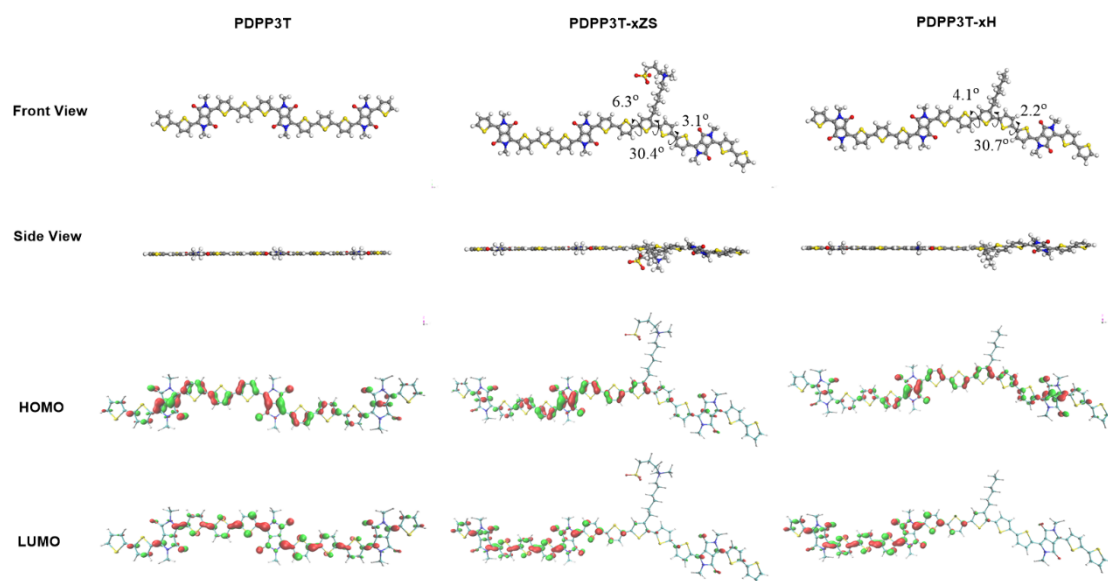 PDPP3T
PDPP3T-xZS
PDPP3T-xH
Front View
6.3°
3.1°
30.4°
4.1°
2.2°
30.7°
Side View
HOMO
LUMO